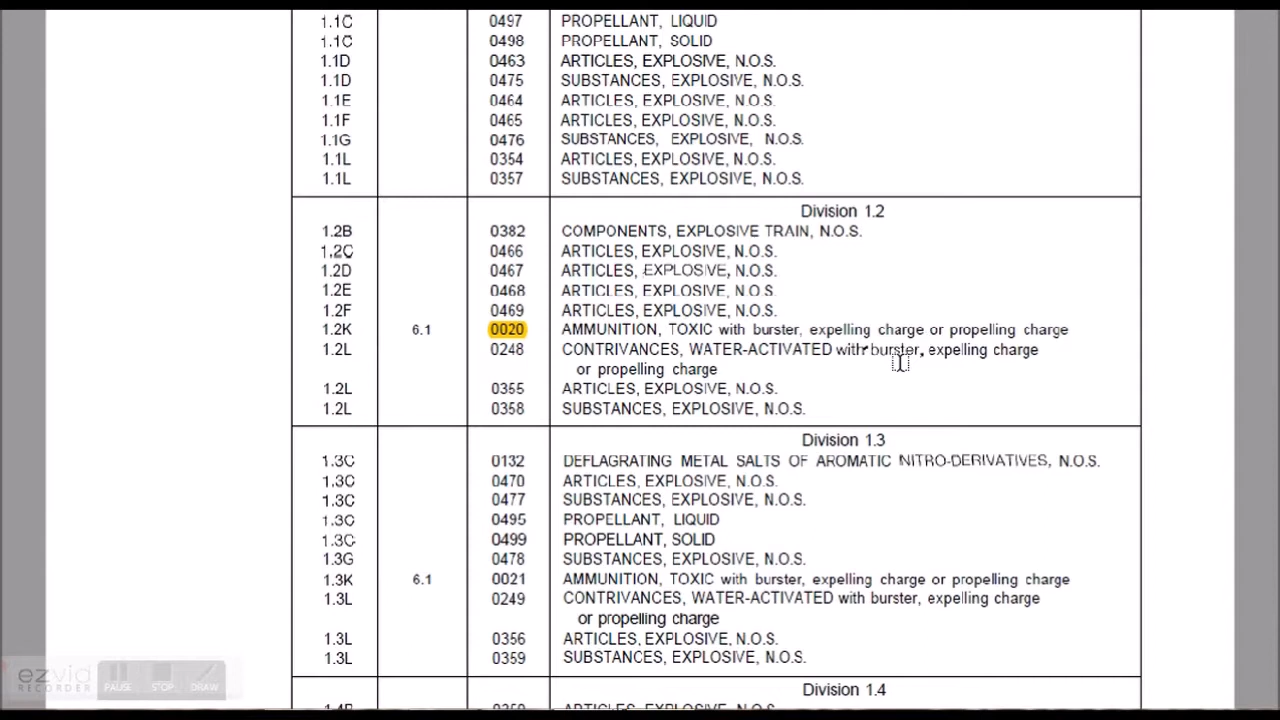 1.1C 0497 PROPELLANT, LIQUID
1.1C 0498 PROPELLANT, SOLID
1.1D 0463 ARTICLES, EXPLOSIVE, N.O.S.
1.1D 0475 SUBSTANCES, EXPLOSIVE, N.O.S.
1.1E 0464 ARTICLES, EXPLOSIVE, N.O.S.
1.1F 0465 ARTICLES, EXPLOSIVE, N.O.S.
1.1G 0476 SUBSTANCES, EXPLOSIVE, N.O.S.
1.1L 0354 ARTICLES, EXPLOSIVE, N.O.S.
1.1L 0357 SUBSTANCES, EXPLOSIVE, N.O.S.
Division 1.2
1.2B 0382 COMPONENTS, EXPLOSIVE TRAIN, N.O.S.
1.2C 0466 ARTICLES, EXPLOSIVE, N.O.S.
1.2D 0467 ARTICLES, EXPLOSIVE, N.O.S.
1.2E 0468 ARTICLES, EXPLOSIVE, N.O.S.
1.2F 0469 ARTICLES, EXPLOSIVE, N.O.S.
1.2K 6.1 0020 AMMUNITION, TOXIC with burster, expelling charge or propelling charge
1.2L 0248 CONTRIVANCES, WATER-ACTIVATED with burster, expelling charge
or propelling charge
1.2L 0355 ARTICLES, EXPLOSIVE, N.O.S.
1.2L 0358 SUBSTANCES, EXPLOSIVE, N.O.S.
Division 1.3
1.3C 0132 DEFLAGRATING METAL SALTS OF AROMATIC NITRO-DERIVATIVES, N.O.S.
1.3C 0470 ARTICLES, EXPLOSIVE, N.O.S.
1.3C 0477 SUBSTANCES, EXPLOSIVE, N.O.S.
1.3C 0495 PROPELLANT, LIQUID
1.3C 0499 PROPELLANT, SOLID
1.3G 0478 SUBSTANCES, EXPLOSIVE, N.O.S.
1.3K 6.1 0021 AMMUNITION, TOXIC with burster, expelling charge or propelling charge
1.3L 0249 CONTRIVANCES, WATER-ACTIVATED with burster, expelling charge
or propelling charge
1.3L 0356 ARTICLES, EXPLOSIVE, N.O.S.
1.3L 0359 SUBSTANCES, EXPLOSIVE, N.O.S.
Division 1.4
ezvid
RECORDER
PAUSE STOP DRAW